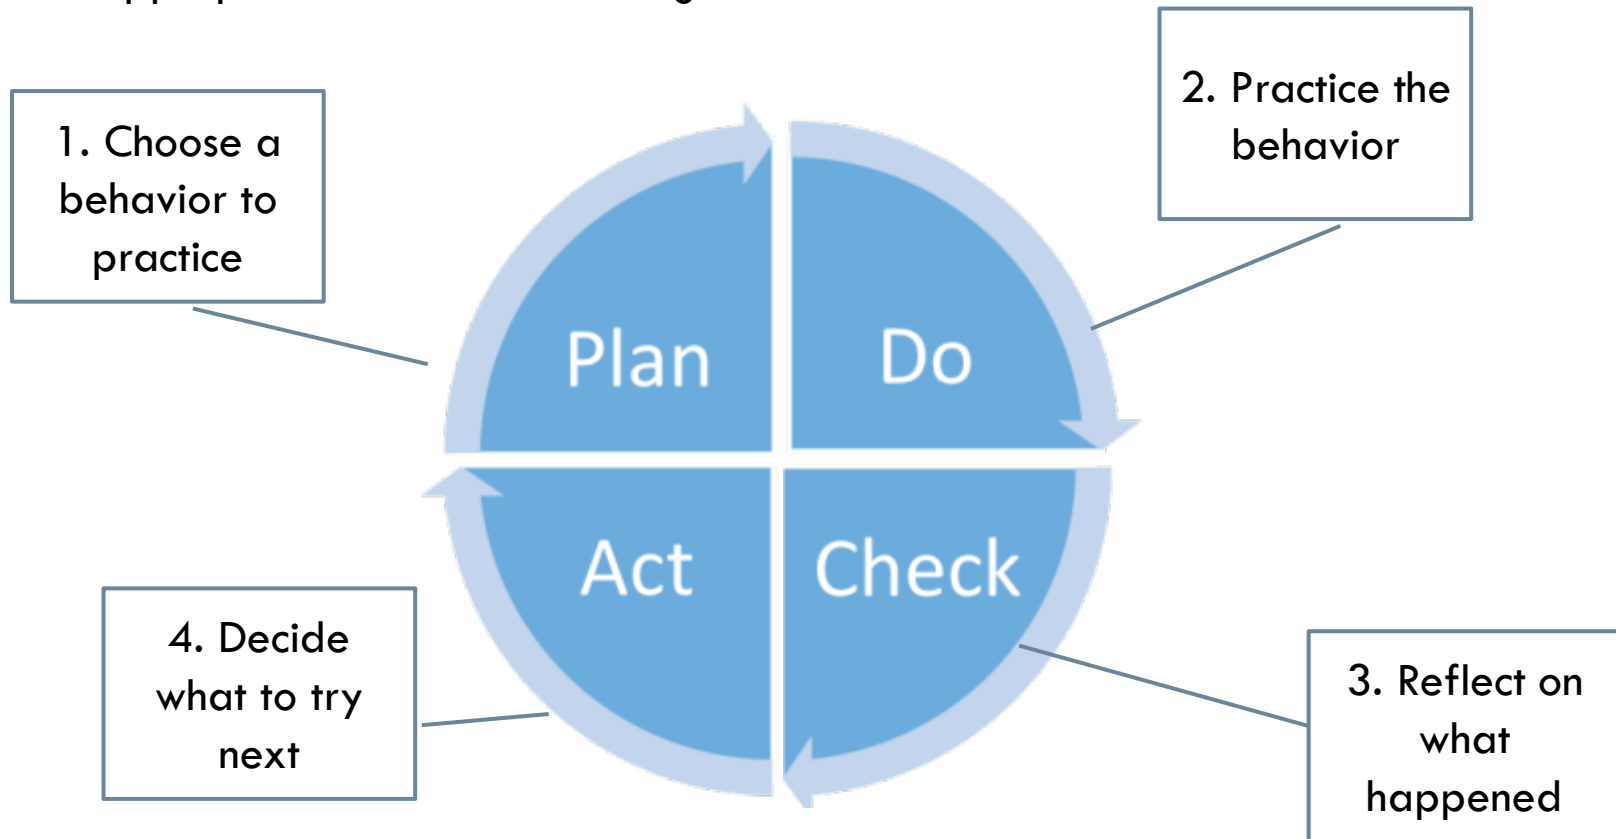 1. Choose a
behavior to
practice
2. Practice the
behavior
Plan
Do
Act
Check
4. Decide
what to try
next
3. Reflect on
what
happened